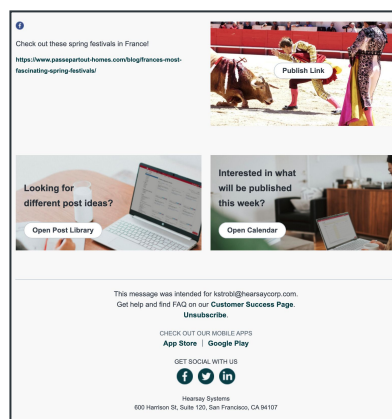 Check out these spring festivals in France!
https://www.passepartout-homes.com/blog/frances-most-
fascinating-spring-festivals/
Publish Link
Looking for
different post ideas?
Open Post Library
Interested in what
will be published
this week?
Open Calendar
This message was intended for kstrobl@hearsaycorp.com.
Get help and find FAQ on our Customer Success Page.
Unsubscribe.
CHECK OUT OUR MOBILE APPS
App Store | Google Play
GET SOCIAL WITH US
Hearsay Systems
600 Harrison St, Suite 120, San Francisco, CA 94107